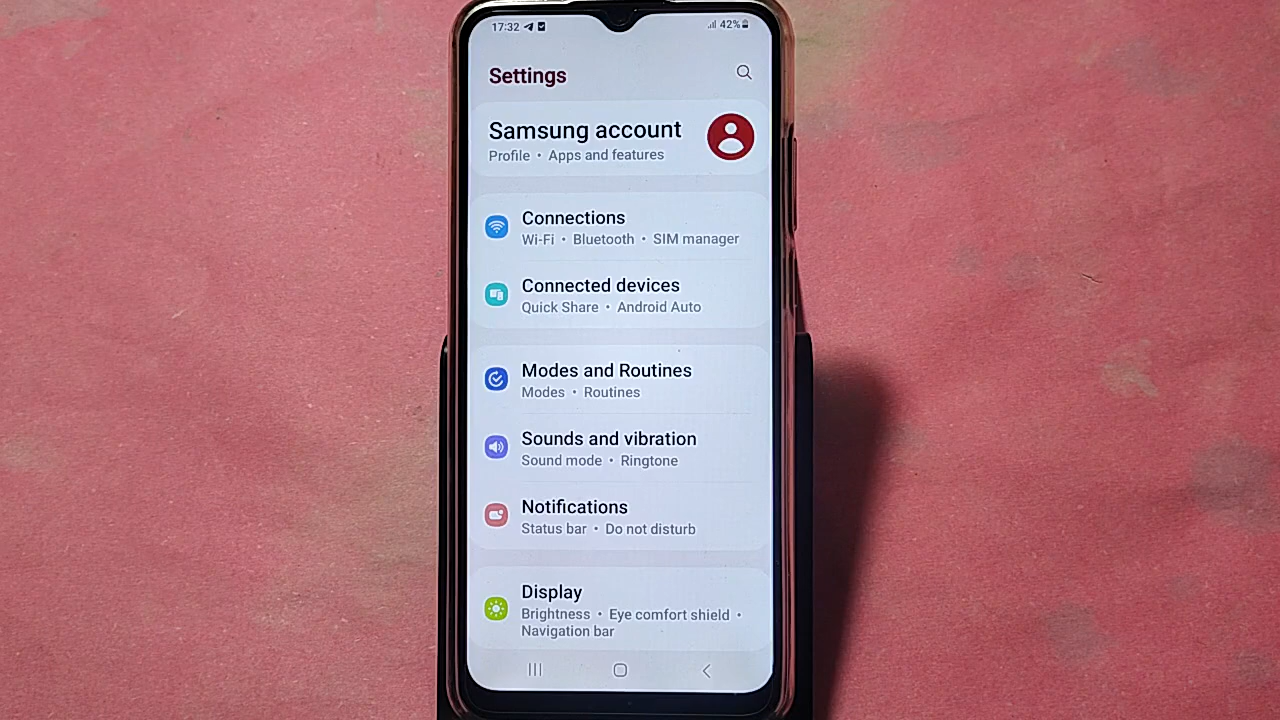 17:32
42%
Settings
Samsung account
Profile • Apps and features
Connections
Wi-Fi • Bluetooth • SIM manager
Connected devices
Quick Share • Android Auto
Modes and Routines
Modes • Routines
Sounds and vibration
Sound mode • Ringtone
Notifications
Status bar • Do not disturb
Display
Brightness • Eye comfort shield •
Navigation bar